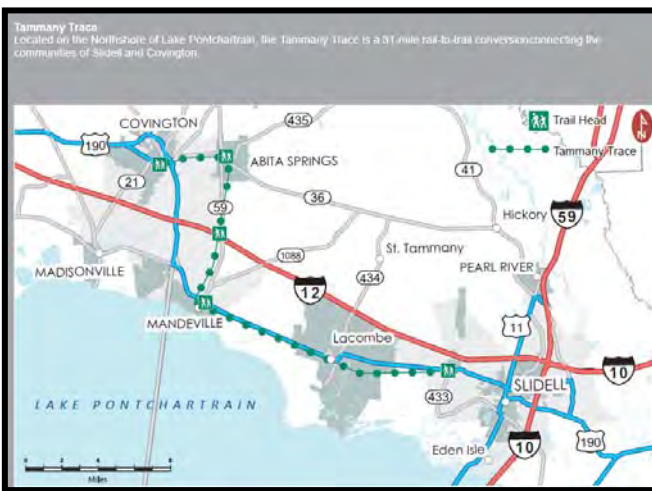 Tammany Trace
Located on the Northshore of Lake Pontchartrain, the Tammany Trace is a 31-mile rail-to-trail conversionconnecting the
communities of Slidell and Covington.
COVINGTON
435
Trail Head
190
ABITA SPRINGS
Tammany Trace
21
41
59
36
Hickory
59
1088
St. Tammany
MADISONVILLE
434
PEARL RIVER
12
MANDEVILLE
11
Lacombe
10
SLIDELL
433
LAKE PONTCHARTRAIN
190
Eden Isle
10
Miles